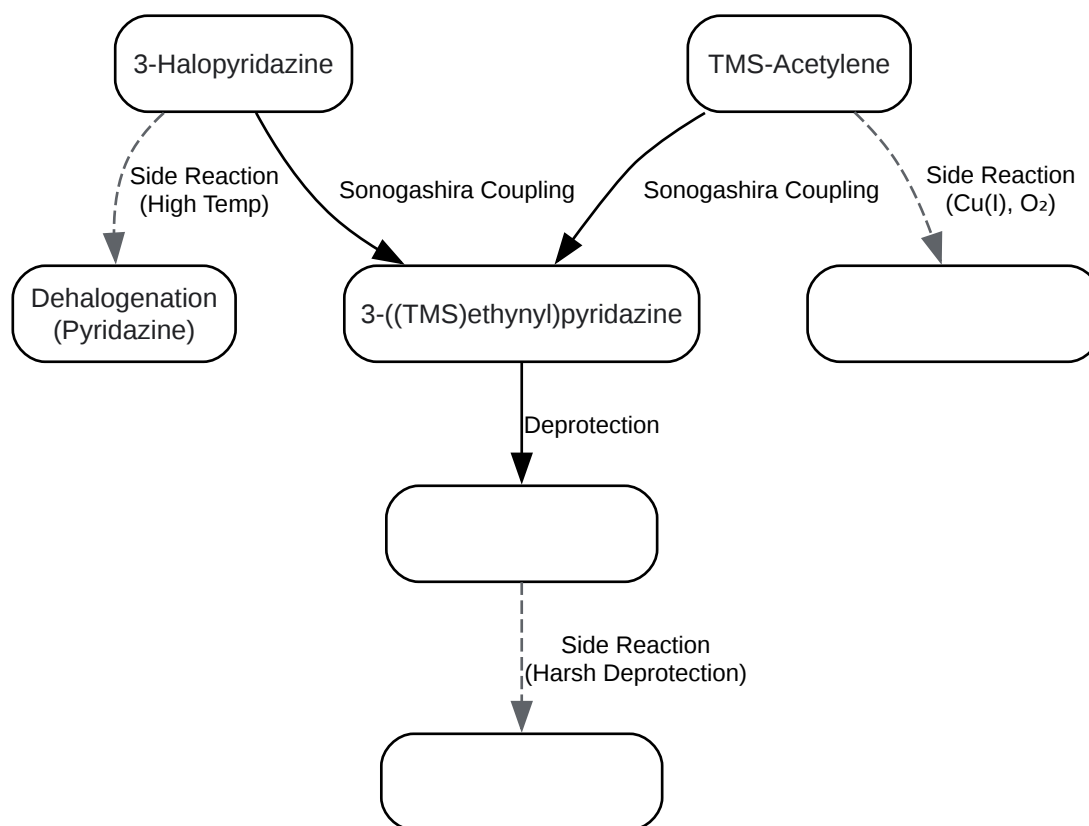 3-Halopyridazine
TMS-Acetylene
Side Reaction
(High Temp)
Sonogashira Coupling
Sonogashira Coupling
Side Reaction
(Cu(I), O₂)
Dehalogenation
(Pyridazine)
3-((TMS)ethynyl)pyridazine
Deprotection
Side Reaction
(Harsh Deprotection)